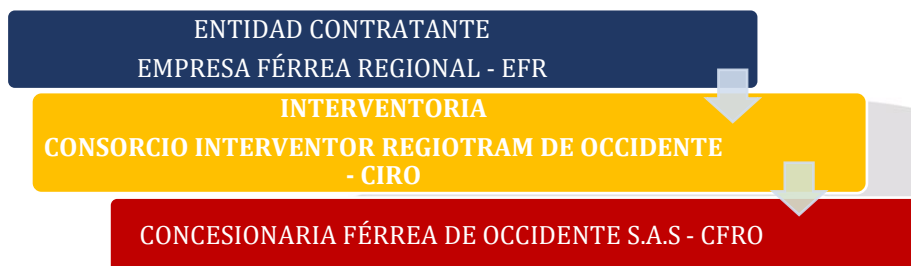 ENTIDAD CONTRATANTE
EMPRESA FÉRREA REGIONAL - EFR
INTERVENTORIA
CONSORCIO INTERVENTOR REGIOTRAM DE OCCIDENTE
- CIRO
CONCESIONARIA FÉRREA DE OCCIDENTE S.A.S - CFRO